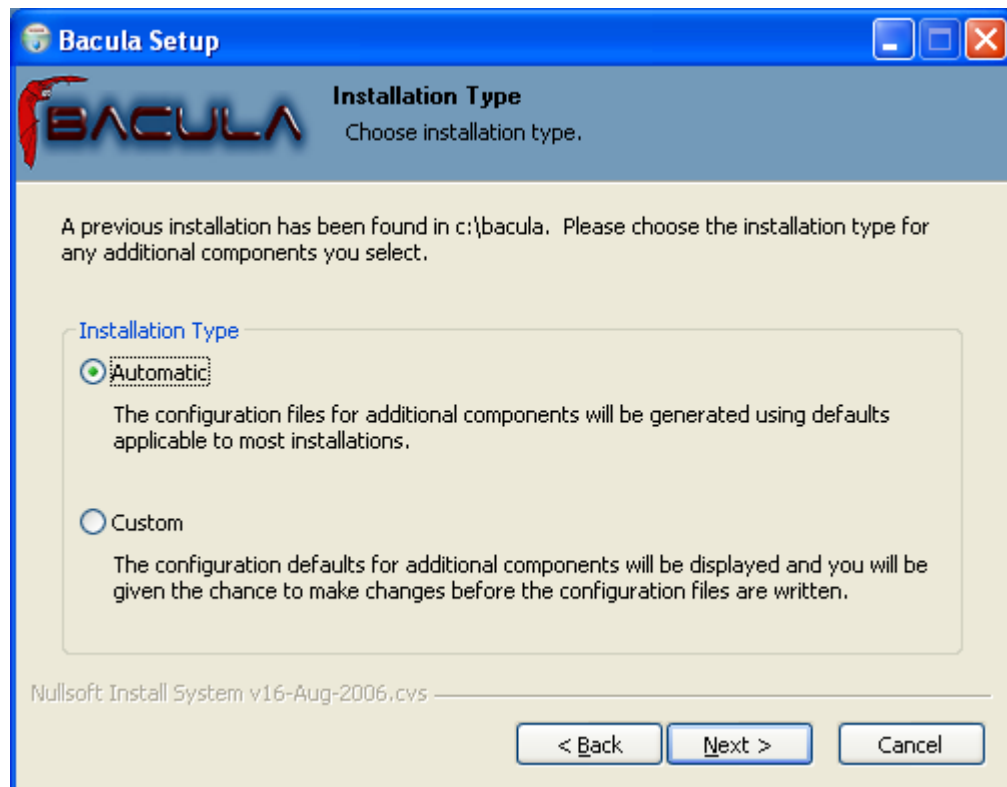 Bacula Setup
BACULA
Installation Type
Choose installation type.
A previous installation has been found in c:\bacula.  Please choose the installation type for
any additional components you select.
Installation Type
Automatic
The configuration files for additional components will be generated using defaults
applicable to most installations.
Custom
The configuration defaults for additional components will be displayed and you will be
given the chance to make changes before the configuration files are written.
Nullsoft Install System v16-Aug-2006.cvs
< Back
Next >
Cancel